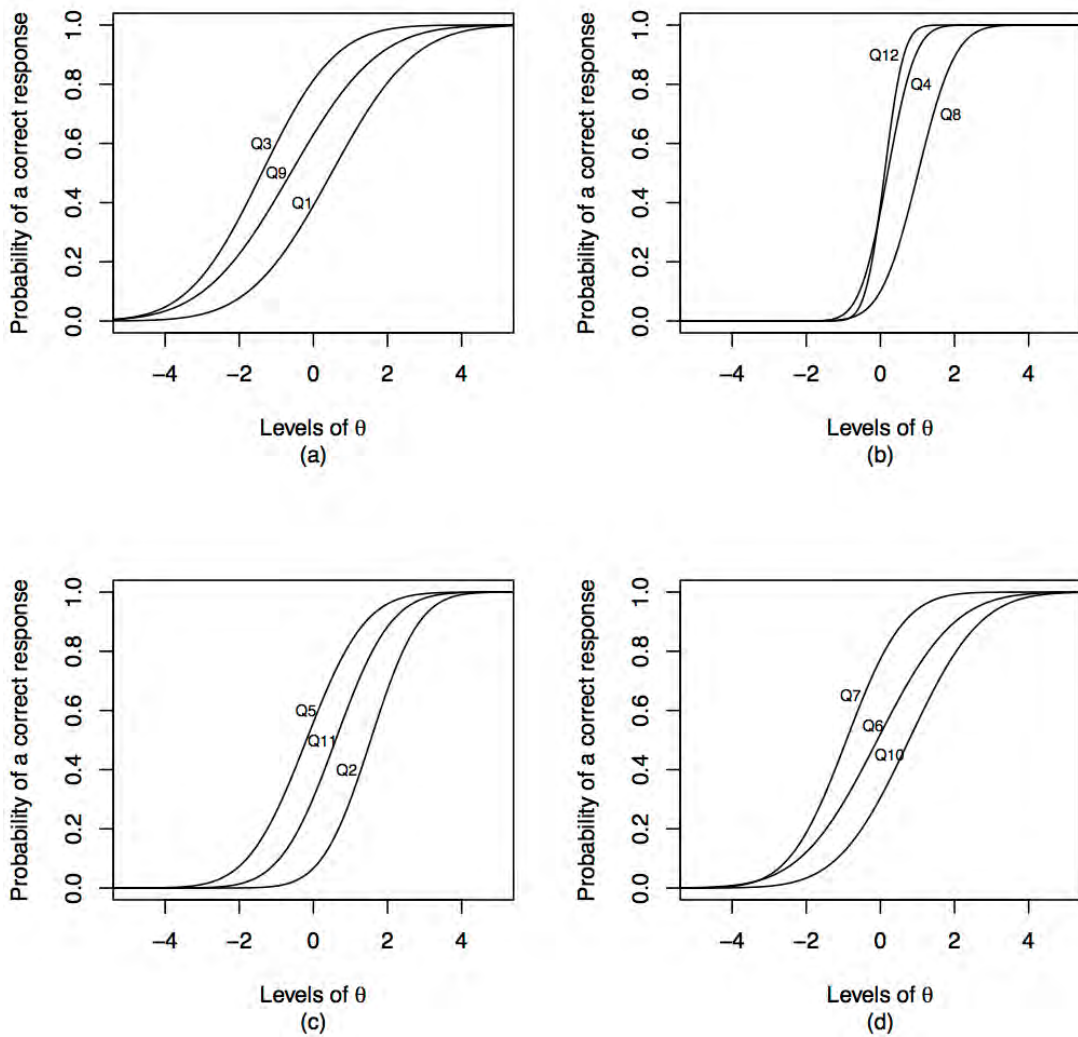 Probability of a correct response
1.0
0.8
0.6
0.4
0.2
0.0
Q3
Q9
Q1
−4 −2 0 2 4
Levels of θ
(a)
Probability of a correct response
1.0
0.8
0.6
0.4
0.2
0.0
Q12
Q4
Q8
−4 −2 0 2 4
Levels of θ
(b)
Probability of a correct response
1.0
0.8
0.6
0.4
0.2
0.0
Q5
Q11
Q2
−4 −2 0 2 4
Levels of θ
(c)
Probability of a correct response
1.0
0.8
0.6
0.4
0.2
0.0
Q7
Q6
Q10
−4 −2 0 2 4
Levels of θ
(d)